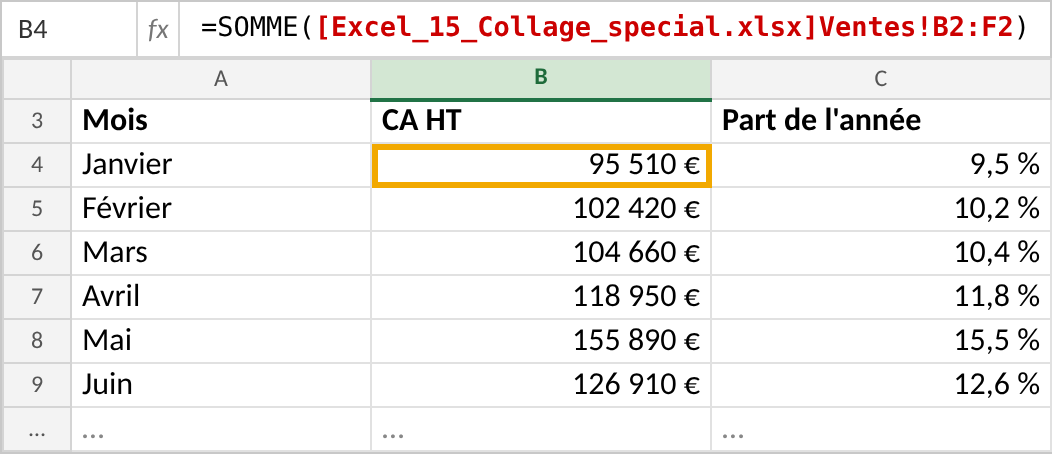 B4 fx =SOMME([Excel_15_Collage_special.xlsx]Ventes!B2:F2)
A B C
3 Mois CA HT Part de l'année
4 Janvier 95 510 € 9,5 %
5 Février 102 420 € 10,2 %
6 Mars 104 660 € 10,4 %
7 Avril 118 950 € 11,8 %
8 Mai 155 890 € 15,5 %
9 Juin 126 910 € 12,6 %
... ... ... ...